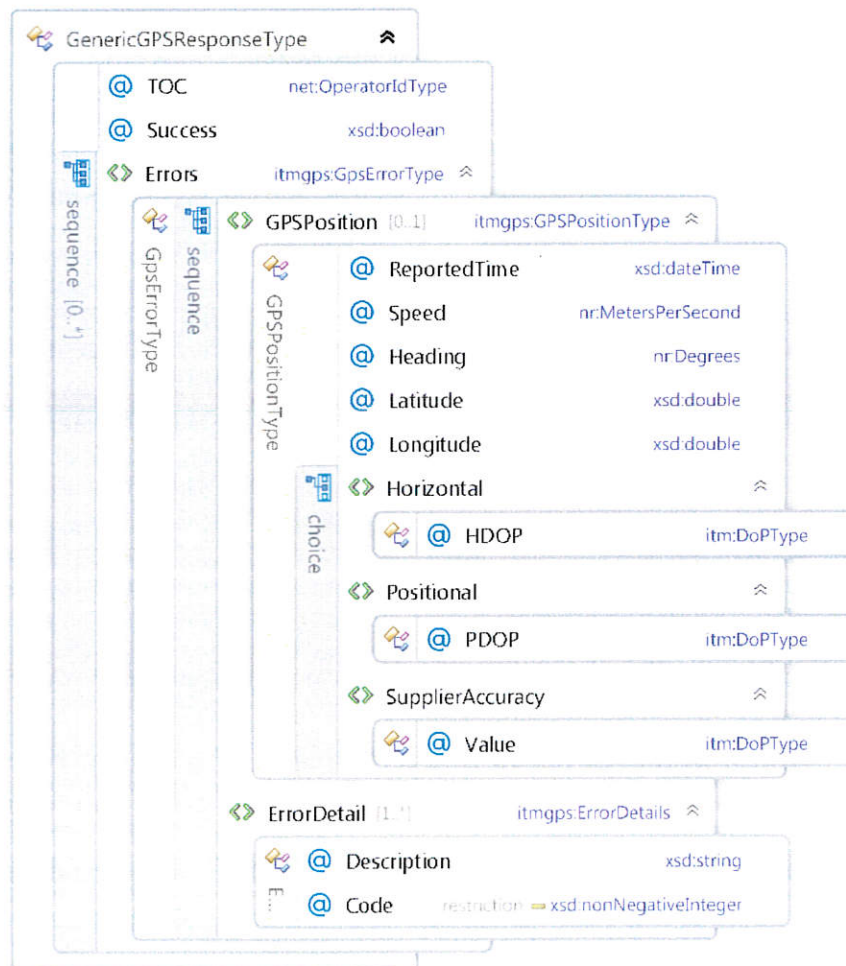 GenericGPSResponseType
@ TOC net:OperatorIdType
@ Success xsd:boolean
Errors itmgps:GpsErrorType
sequence [0..*]
GpsErrorType
sequence
GPSPosition [0..1] itmgps:GPSPositionType
GPSPositionType
@ ReportedTime xsd:dateTime
@ Speed nr:MetersPerSecond
@ Heading nr:Degrees
@ Latitude xsd:double
@ Longitude xsd:double
choice
Horizontal
@ HDOP itm:DoPType
Positional
@ PDOP itm:DoPType
SupplierAccuracy
@ Value itm:DoPType
ErrorDetail [1..*] itmgps:ErrorDetails
E...
@ Description xsd:string
@ Code restriction xsd:nonNegativeInteger